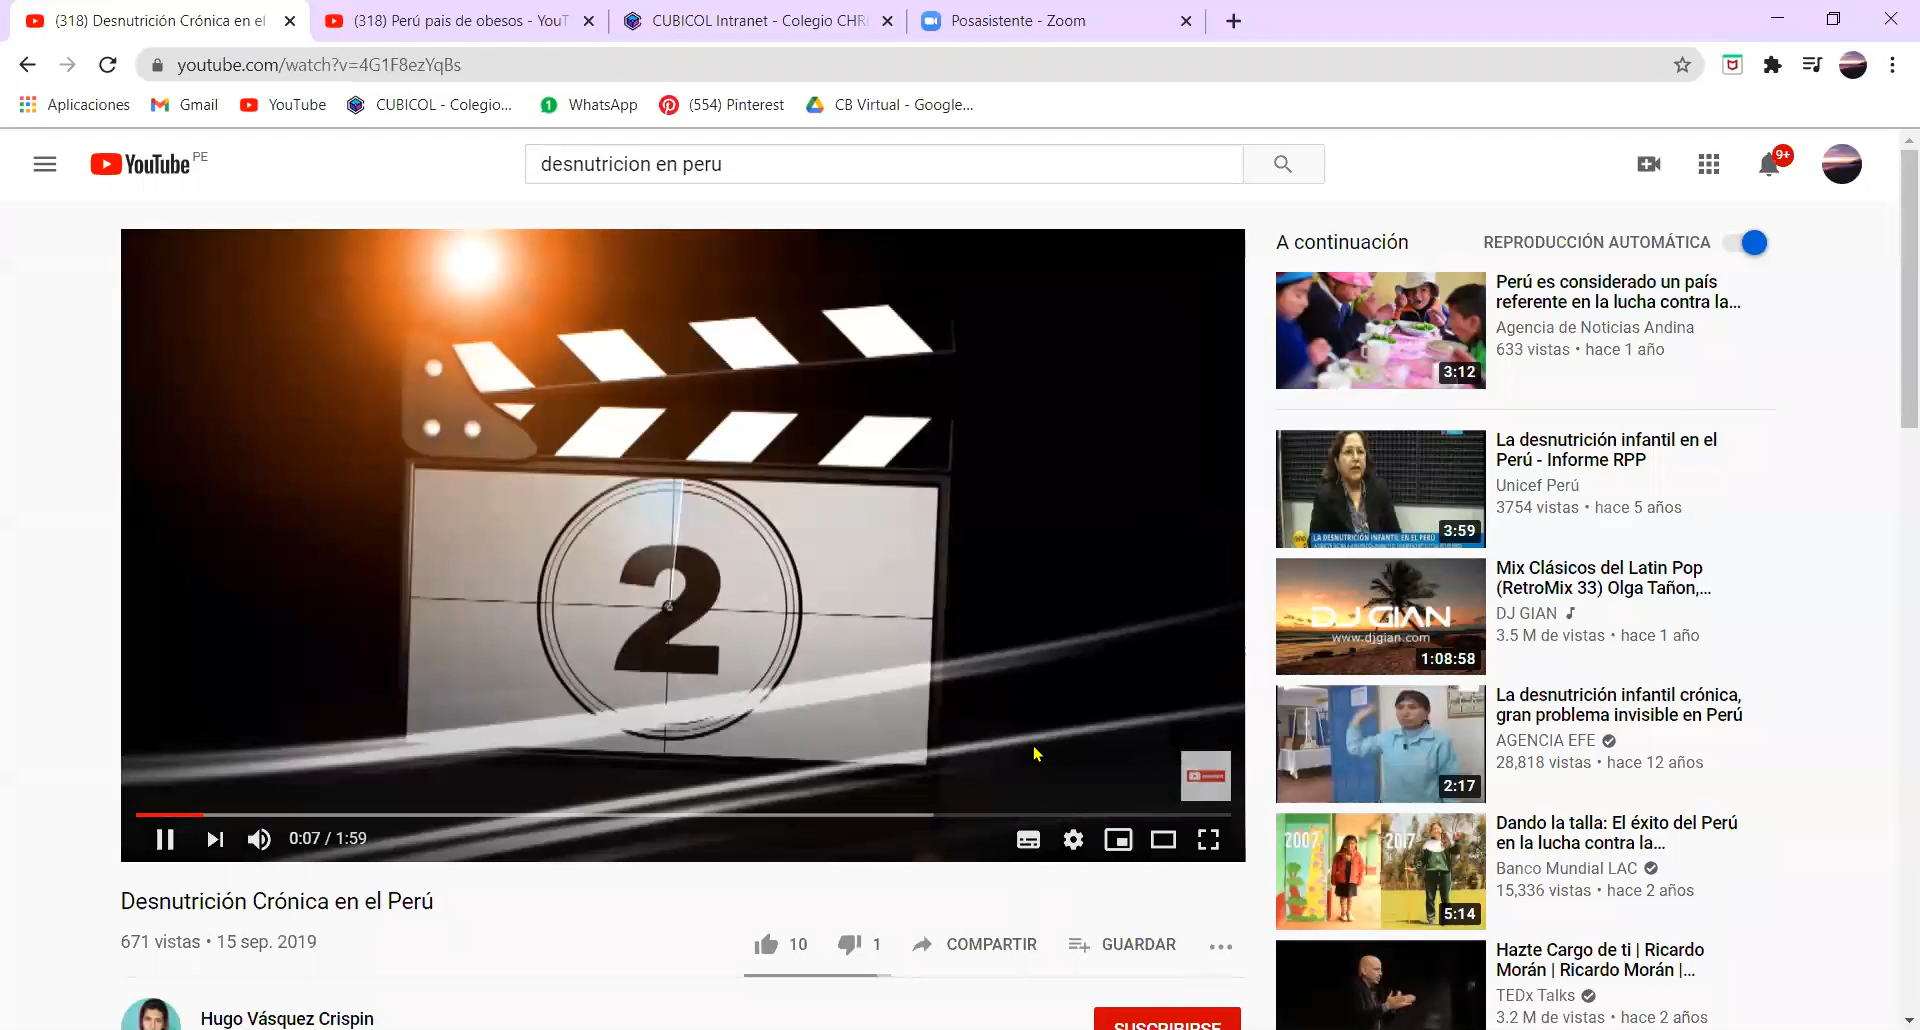 (318) Desnutrición Crónica en el
(318) Perú pais de obesos - YouT
CUBICOL Intranet - Colegio CHRI
Posasistente - Zoom
youtube.com/watch?v=4G1F8ezYqBs
Aplicaciones
Gmail
YouTube
CUBICOL - Colegio...
1
WhatsApp
(554) Pinterest
CB Virtual - Google...
YouTube PE
desnutricion en peru
9+
2
0:07 / 1:59
Desnutrición Crónica en el Perú
671 vistas • 15 sep. 2019
10
1
COMPARTIR
GUARDAR
Hugo Vásquez Crispin
SUSCRIBIRSE
A continuación
REPRODUCCIÓN AUTOMÁTICA
3:12
Perú es considerado un país
referente en la lucha contra la...
Agencia de Noticias Andina
633 vistas • hace 1 año
LA DESNUTRICIÓN INFANTIL EN EL PERÚ
3:59
La desnutrición infantil en el
Perú - Informe RPP
Unicef Perú
3754 vistas • hace 5 años
DJ GIAN
www.djgian.com
1:08:58
Mix Clásicos del Latin Pop
(RetroMix 33) Olga Tañon,...
DJ GIAN
3.5 M de vistas • hace 1 año
2:17
La desnutrición infantil crónica,
gran problema invisible en Perú
AGENCIA EFE
28,818 vistas • hace 12 años
2007
2017
5:14
Dando la talla: El éxito del Perú
en la lucha contra la...
Banco Mundial LAC
15,336 vistas • hace 2 años
Hazte Cargo de ti | Ricardo
Morán | Ricardo Morán |...
TEDx Talks
3.2 M de vistas • hace 2 años